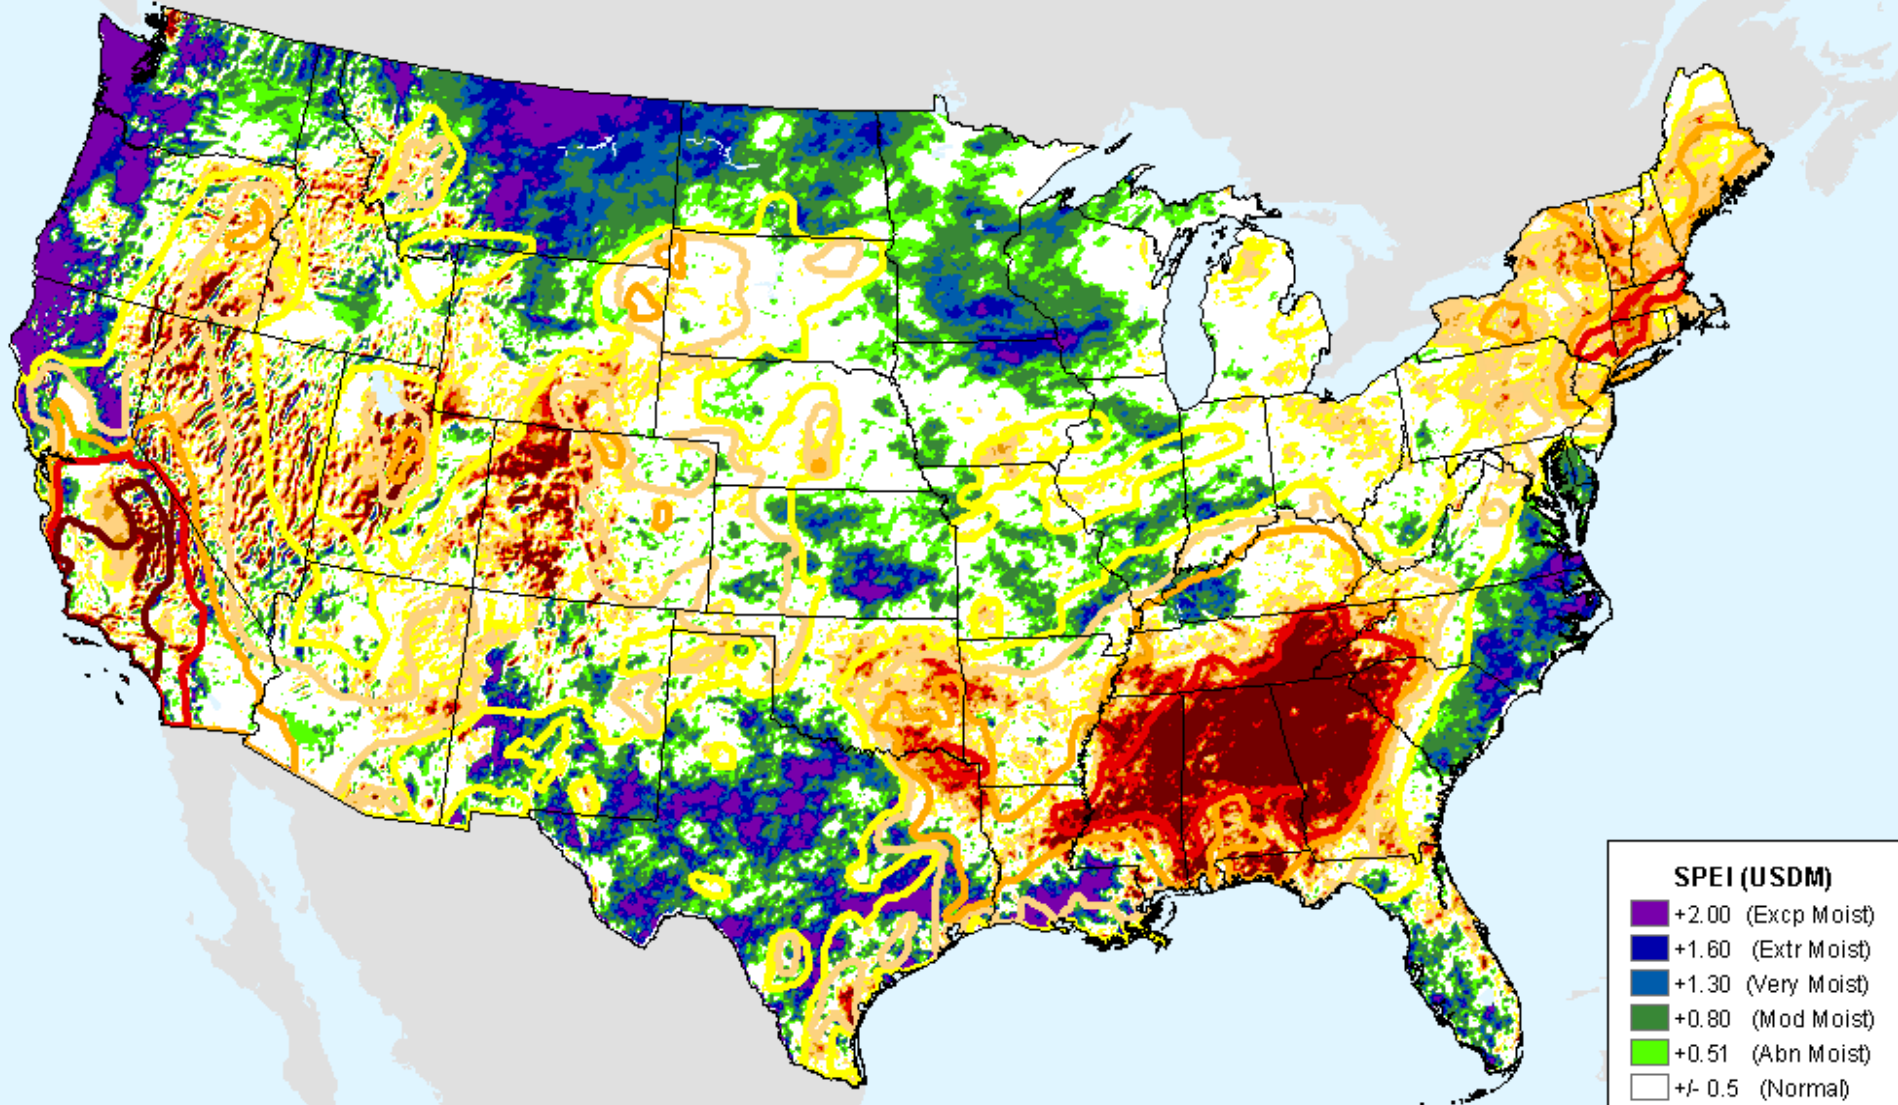 SPEI (USDM)
+2.00 (Excp Moist)
+1.60 (Extr Moist)
+1.30 (Very Moist)
+0.80 (Mod Moist)
+0.51 (Abn Moist)
+/- 0.5 (Normal)